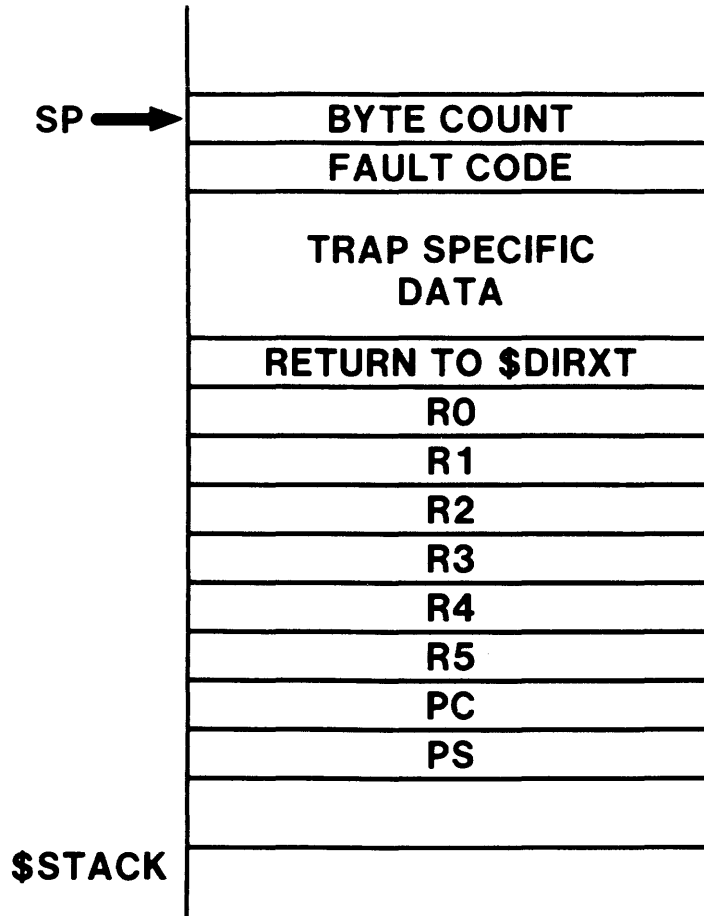 SP
BYTE COUNT
FAULT CODE
TRAP SPECIFIC
DATA
RETURN TO $DIRXT
R0
R1
R2
R3
R4
R5
PC
PS
$STACK